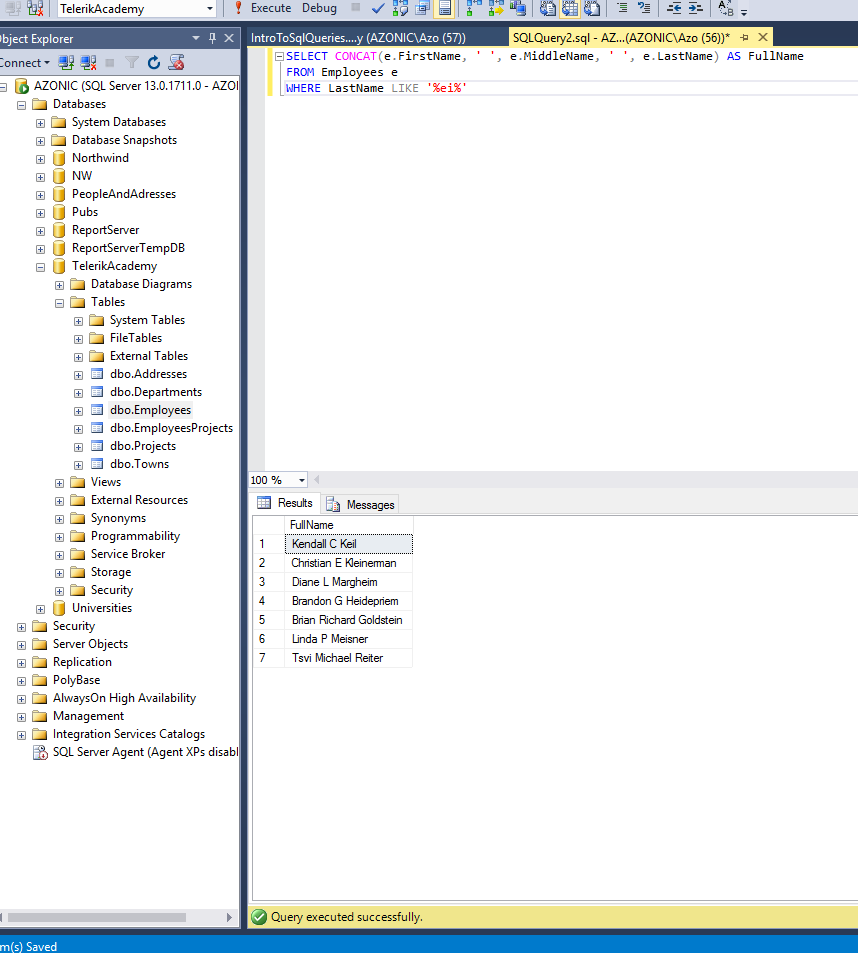 TelerikAcademy
Execute Debug
Object Explorer
IntroToSqlQueries....y (AZONIC\Azo (57))
SQLQuery2.sql - AZ...(AZONIC\Azo (56))*
Connect
AZONIC (SQL Server 13.0.1711.0 - AZOI
Databases
System Databases
Database Snapshots
Northwind
NW
PeopleAndAdresses
Pubs
ReportServer
ReportServerTempDB
TelerikAcademy
Database Diagrams
Tables
System Tables
FileTables
External Tables
dbo.Addresses
dbo.Departments
dbo.Employees
dbo.EmployeesProjects
dbo.Projects
dbo.Towns
Views
External Resources
Synonyms
Programmability
Service Broker
Storage
Security
Universities
Security
Server Objects
Replication
PolyBase
AlwaysOn High Availability
Management
Integration Services Catalogs
SQL Server Agent (Agent XPs disabl
SELECT CONCAT(e.FirstName, ' ', e.MiddleName, ' ', e.LastName) AS FullName
FROM Employees e
WHERE LastName LIKE '%ei%'
100 %
Results Messages
FullName
1 Kendall C Keil
2 Christian E Kleinerman
3 Diane L Margheim
4 Brandon G Heidepriem
5 Brian Richard Goldstein
6 Linda P Meisner
7 Tsvi Michael Reiter
Query executed successfully.
m(s) Saved